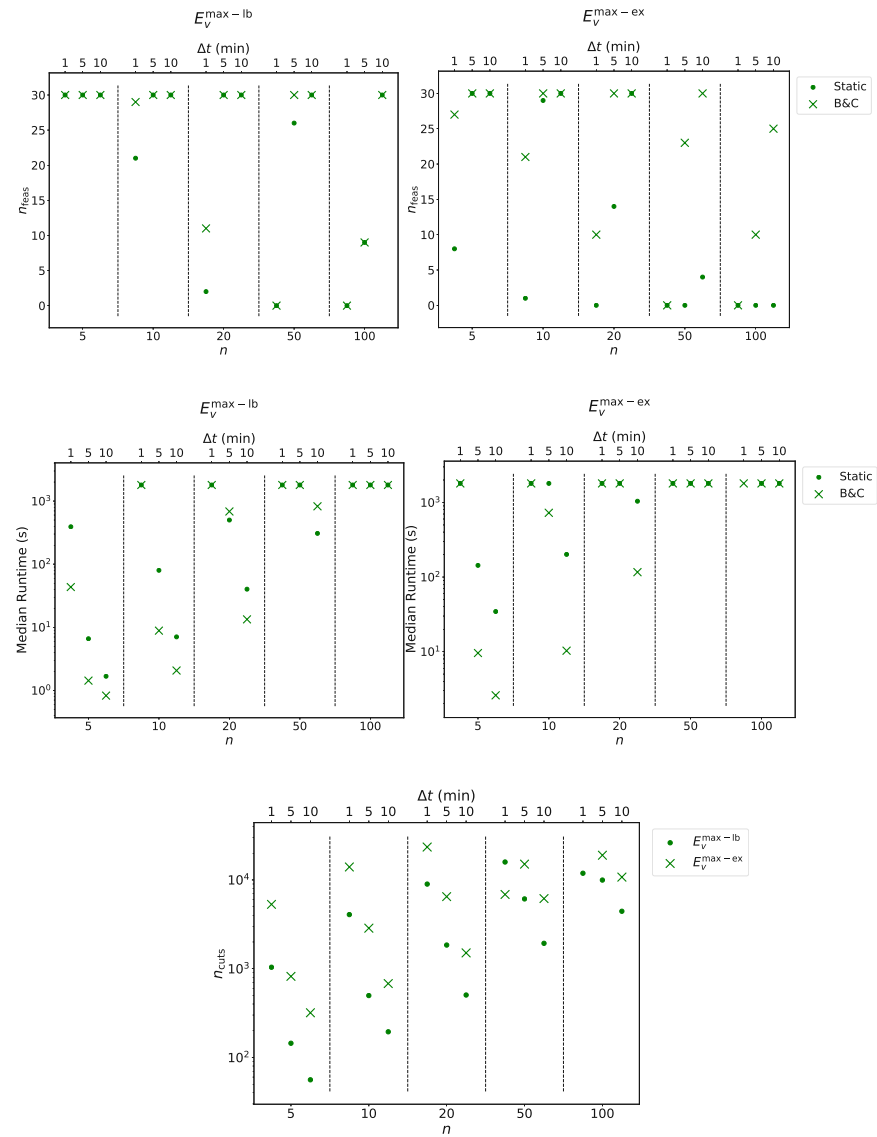 E_v^{max−lb}
Δt (min)
1 5 10 1 5 10 1 5 10 1 5 10 1 5 10
30
25
20
15
10
5
0
n_feas
5 10 20 50 100
n
E_v^{max−ex}
Δt (min)
1 5 10 1 5 10 1 5 10 1 5 10 1 5 10
30
25
20
15
10
5
0
n_feas
5 10 20 50 100
n
Static
B&C
E_v^{max−lb}
Δt (min)
1 5 10 1 5 10 1 5 10 1 5 10 1 5 10
10^3
10^2
10^1
10^0
Median Runtime (s)
5 10 20 50 100
n
E_v^{max−ex}
Δt (min)
1 5 10 1 5 10 1 5 10 1 5 10 1 5 10
10^3
10^2
10^1
Median Runtime (s)
5 10 20 50 100
n
Static
B&C
Δt (min)
1 5 10 1 5 10 1 5 10 1 5 10 1 5 10
10^4
10^3
10^2
n_cuts
5 10 20 50 100
n
E_v^{max−lb}
E_v^{max−ex}